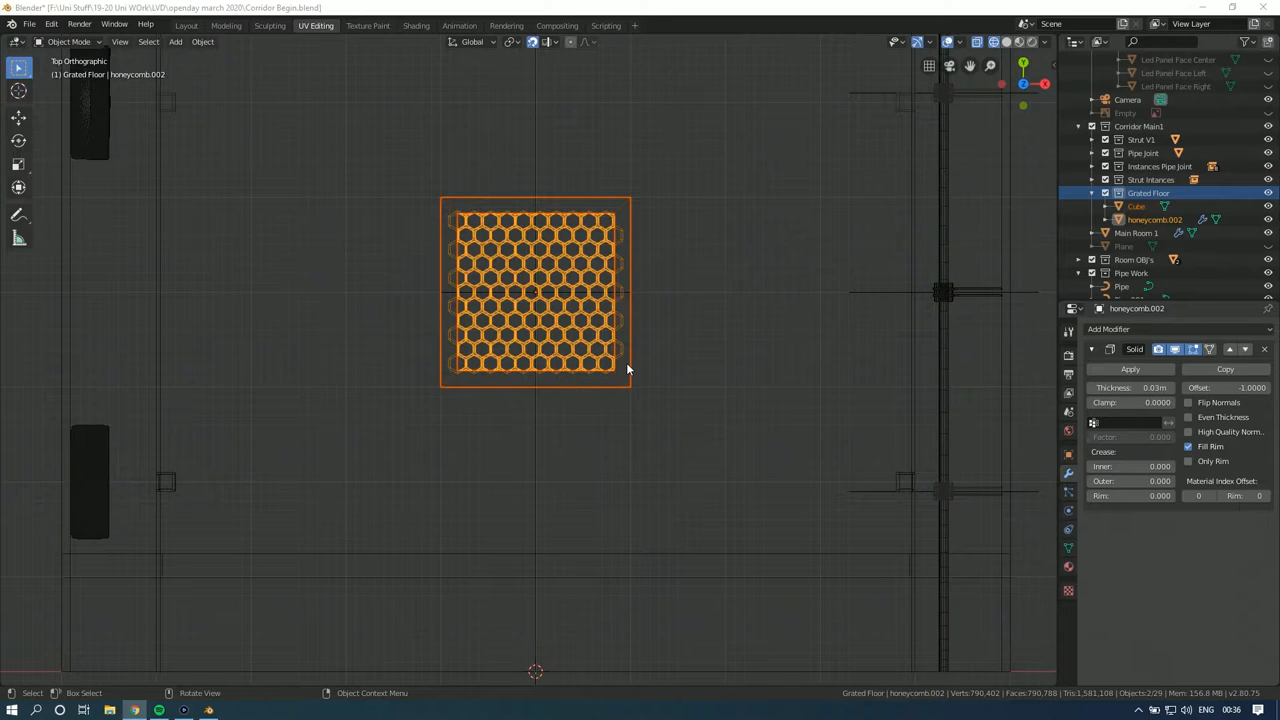 Blender* [F:\Uni Stuff\19-20 Uni WOrk\LVD\openday march 2020\Corridor Begin.blend]
File Edit Render Window Help Layout Modeling Sculpting UV Editing Texture Paint Shading Animation Rendering Compositing Scripting + Scene View Layer
Object Mode View Select Add Object Global
Top Orthographic
(1) Grated Floor | honeycomb.002
Y
X
Z
Led Panel Face Center
Led Panel Face Left
Led Panel Face Right
Camera
Empty
Corridor Main1
Strut V1
Pipe Joint
Instances Pipe Joint
Strut Intances
Grated Floor
Cube
honeycomb.002
Main Room 1
Plane
Room OBJ's
Pipe Work
Pipe
honeycomb.002
Add Modifier
Solid
Apply Copy
Thickness: 0.03m Offset: -1.0000
Clamp: 0.0000 Flip Normals
Even Thickness
Factor: 0.000 High Quality Norm..
Crease: Fill Rim
Inner: 0.000 Only Rim
Outer: 0.000 Material Index Offset:
Rim: 0.000 0 Rim: 0
Select Box Select Rotate View Object Context Menu Grated Floor | honeycomb.002 | Verts:790,402 | Faces:790,788 | Tris:1,581,108 | Objects:2/29 | Mem: 156.8 MB | v2.80.75
ENG 00:36